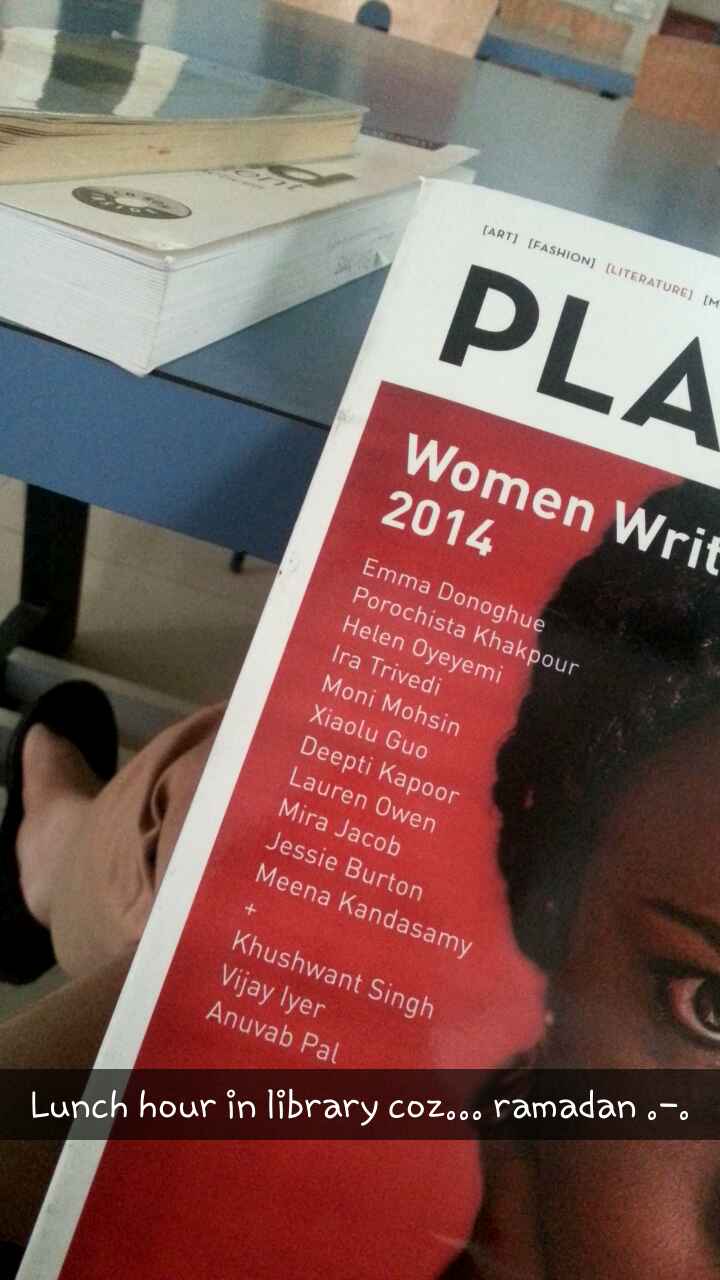 [ART] [FASHION] [LITERATURE] [M
PLA
Women Writ
2014
Emma Donoghue
Porochista Khakpour
Helen Oyeyemi
Ira Trivedi
Moni Mohsin
Xiaolu Guo
Deepti Kapoor
Lauren Owen
Mira Jacob
Jessie Burton
Meena Kandasamy
+
Khushwant Singh
Vijay Iyer
Anuvab Pal
Lunch hour in library coz... ramadan .-.